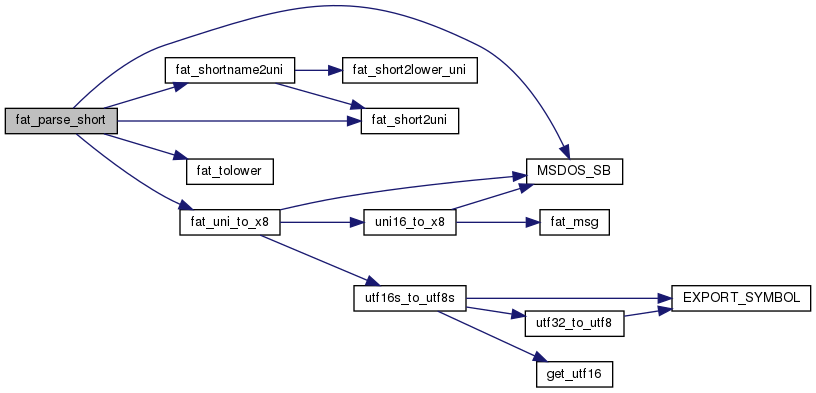 fat_shortname2uni
fat_short2lower_uni
fat_parse_short
fat_short2uni
fat_tolower
MSDOS_SB
fat_uni_to_x8
uni16_to_x8
fat_msg
utf16s_to_utf8s
EXPORT_SYMBOL
utf32_to_utf8
get_utf16